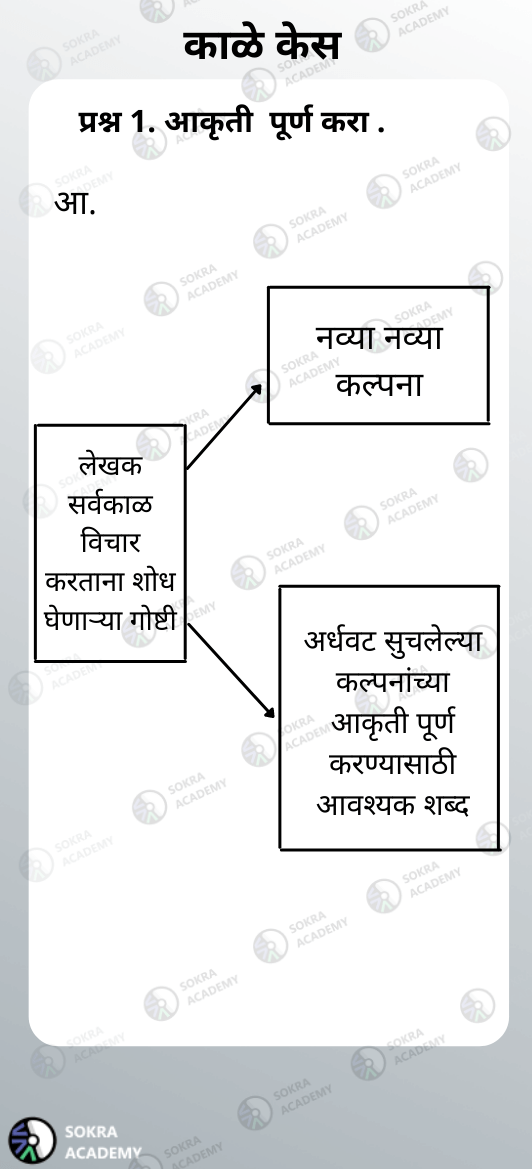 काळे केस
प्रश्न 1. आकृती पूर्ण करा .
आ.
नव्या नव्या
कल्पना
लेखक
सर्वकाळ
विचार
करताना शोध
घेणाऱ्या गोष्टी
अर्धवट सुचलेल्या
कल्पनांच्या
आकृती पूर्ण
करण्यासाठी
आवश्यक शब्द
SOKRA
ACADEMY